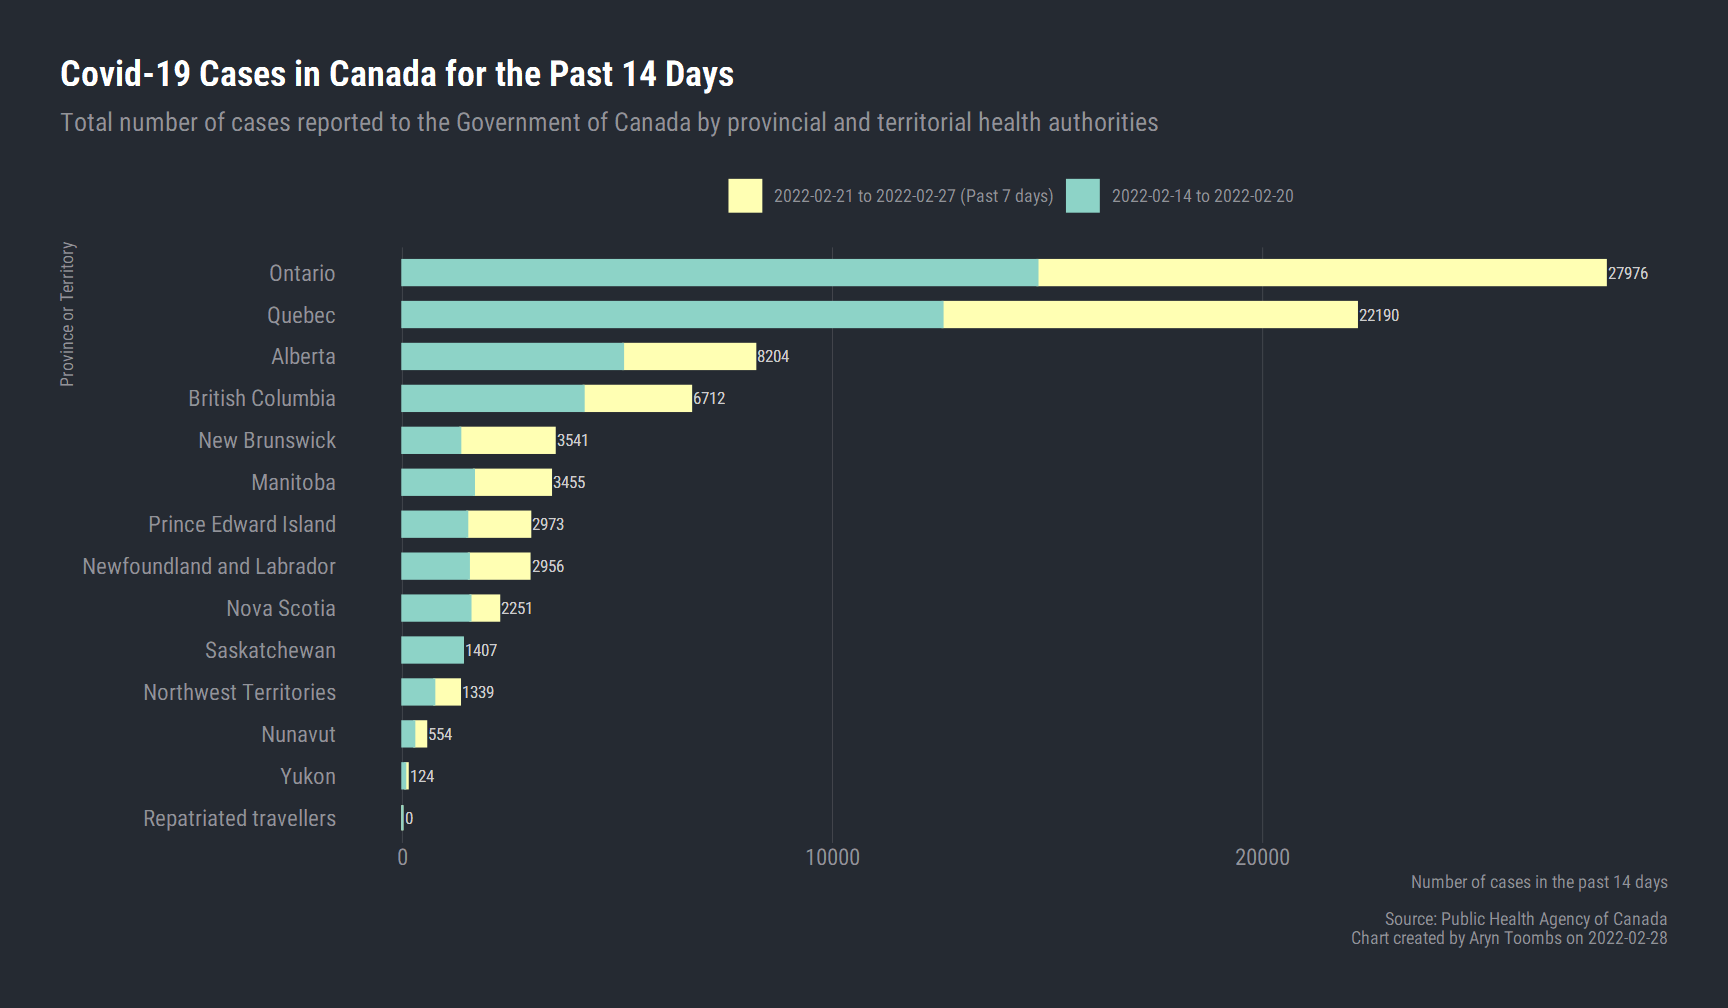 Covid-19 Cases in Canada for the Past 14 Days
Total number of cases reported to the Government of Canada by provincial and territorial health authorities
2022-02-21 to 2022-02-27 (Past 7 days)
2022-02-14 to 2022-02-20
Province or Territory
Ontario 27976
Quebec 22190
Alberta 8204
British Columbia 6712
New Brunswick 3541
Manitoba 3455
Prince Edward Island 2973
Newfoundland and Labrador 2956
Nova Scotia 2251
Saskatchewan 1407
Northwest Territories 1339
Nunavut 554
Yukon 124
Repatriated travellers 0
0 10000 20000
Number of cases in the past 14 days
Source: Public Health Agency of Canada
Chart created by Aryn Toombs on 2022-02-28